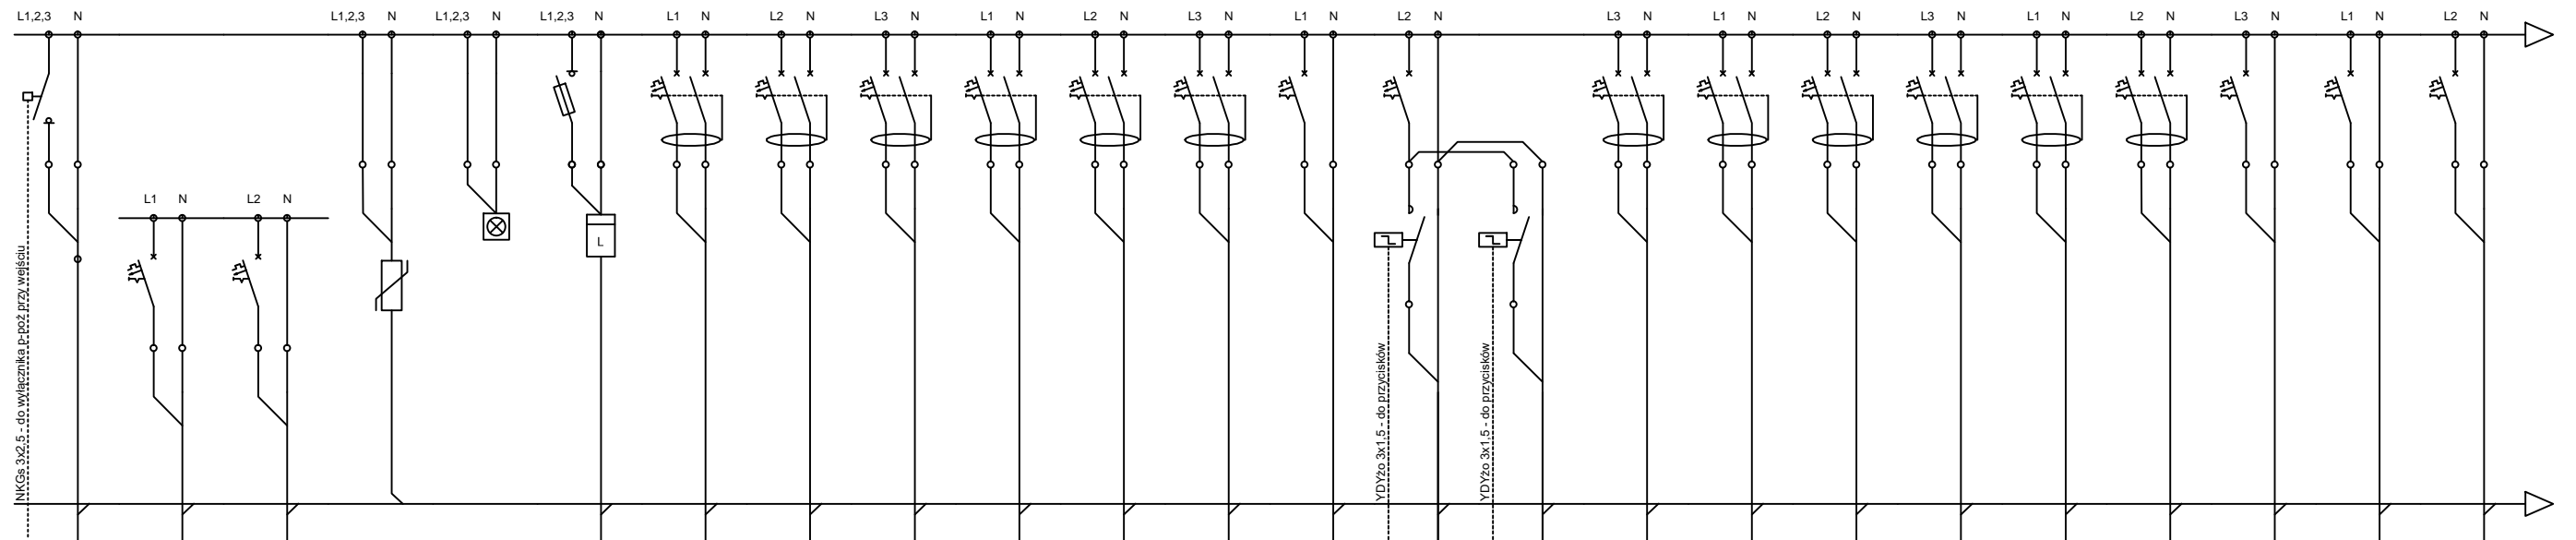 L1,2,3 N L1,2,3 N L1,2,3 N L1,2,3 N L1 N L2 N L3 N L1 N L2 N L3 N L1 N L2 N L3 N L1 N L2 N L3 N L1 N L2 N L3 N L1 N L2 N
L1 N L2 N
L
NKGs 3x2,5 - do wyłącznika p-poż przy wejściu
YDYżo 3x1,5 - do przycisków
YDYżo 3x1,5 - do przycisków